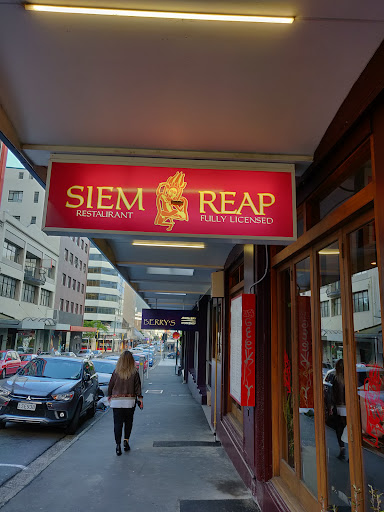 SIEM REAP
RESTAURANT FULLY LICENSED
BERRY'S